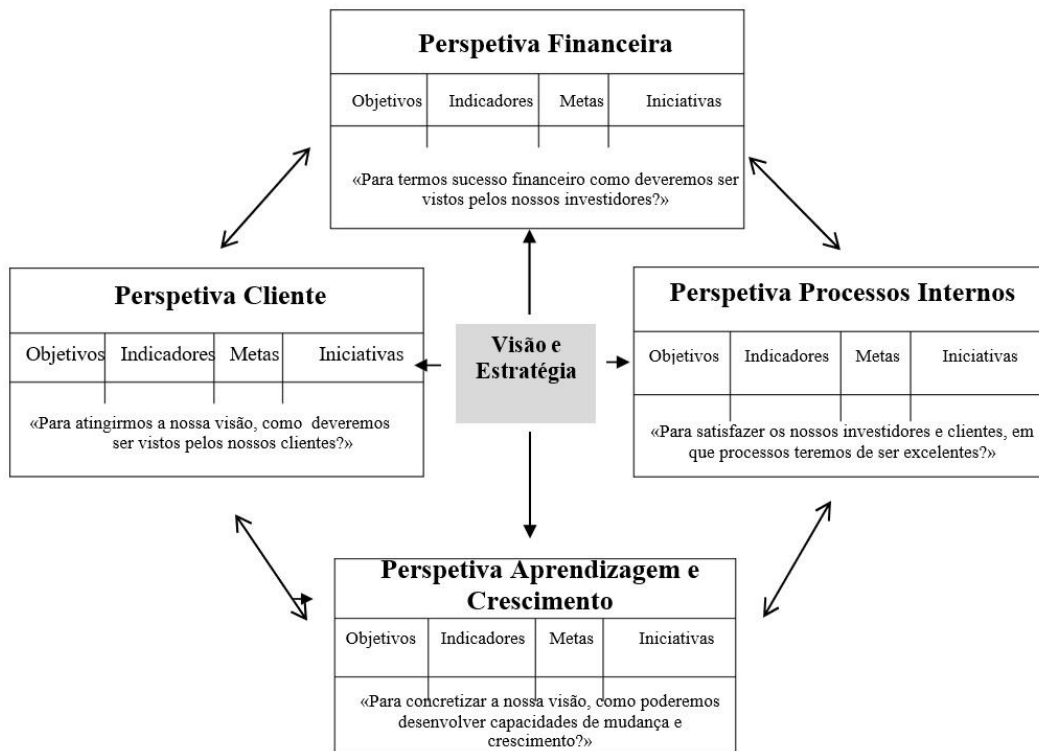 Perspetiva Financeira
Objetivos Indicadores Metas Iniciativas
«Para termos sucesso financeiro como deveremos ser
vistos pelos nossos investidores?»
Perspetiva Cliente
Objetivos Indicadores Metas Iniciativas
«Para atingirmos a nossa visão, como deveremos
ser vistos pelos nossos clientes?»
Visão e
Estratégia
Perspetiva Processos Internos
Objetivos Indicadores Metas Iniciativas
«Para satisfazer os nossos investidores e clientes, em
que processos teremos de ser excelentes?»
Perspetiva Aprendizagem e
Crescimento
Objetivos Indicadores Metas Iniciativas
«Para concretizar a nossa visão, como poderemos
desenvolver capacidades de mudança e
crescimento?»